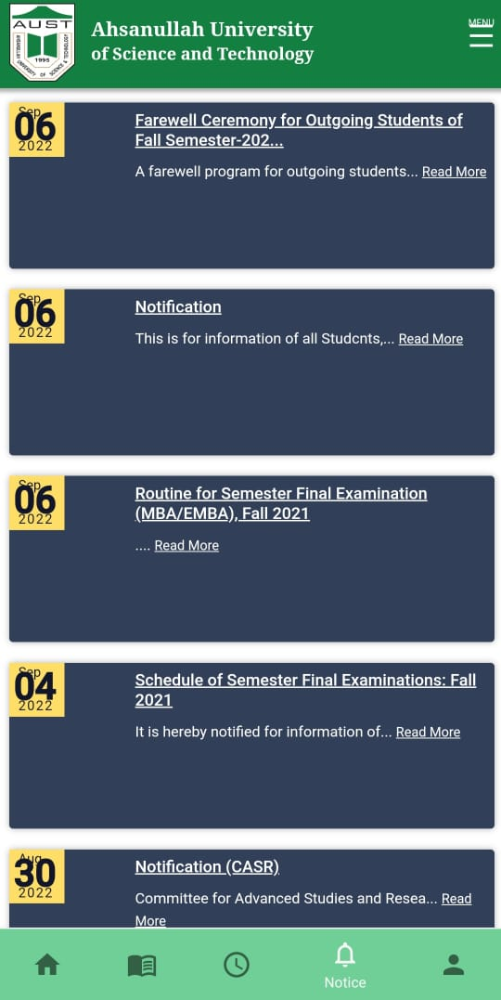 AUST
1995
UNIVERSITY OF SCIENCE & TECHNOLOGY
Ahsanullah University
of Science and Technology
MENU
Sep
06
2022
Farewell Ceremony for Outgoing Students of
Fall Semester-202...
A farewell program for outgoing students... Read More
Sep
06
2022
Notification
This is for information of all Studcnts,... Read More
Sep
06
2022
Routine for Semester Final Examination
(MBA/EMBA), Fall 2021
.... Read More
Sep
04
2022
Schedule of Semester Final Examinations: Fall
2021
It is hereby notified for information of... Read More
Aug
30
2022
Notification (CASR)
Committee for Advanced Studies and Resea... Read
More
Notice